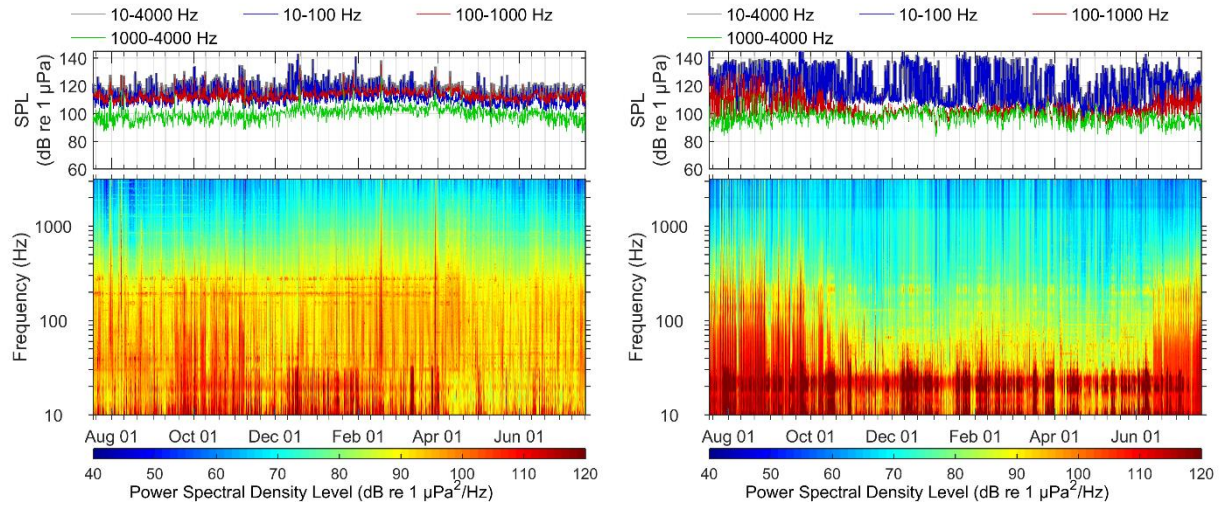 10-4000 Hz 10-100 Hz 100-1000 Hz
1000-4000 Hz
140
120
100
80
60
SPL
(dB re 1 µPa)
1000
100
10
Frequency (Hz)
Aug 01 Oct 01 Dec 01 Feb 01 Apr 01 Jun 01
40 50 60 70 80 90 100 110 120
Power Spectral Density Level (dB re 1 µPa²/Hz)
10-4000 Hz 10-100 Hz 100-1000 Hz
1000-4000 Hz
140
120
100
80
60
SPL
(dB re 1 µPa)
1000
100
10
Frequency (Hz)
Aug 01 Oct 01 Dec 01 Feb 01 Apr 01 Jun 01
40 50 60 70 80 90 100 110 120
Power Spectral Density Level (dB re 1 µPa²/Hz)